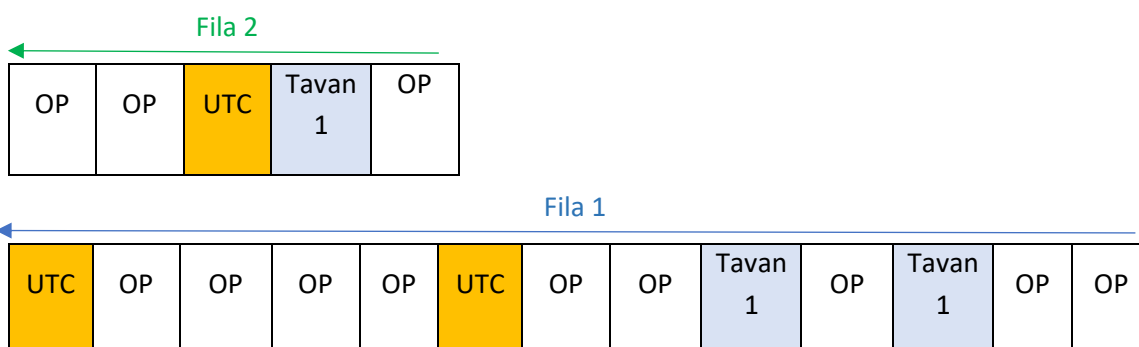 Fila 2
OP OP UTC Tavan 1 OP
Fila 1
UTC OP OP OP OP UTC OP OP Tavan 1 OP Tavan 1 OP OP